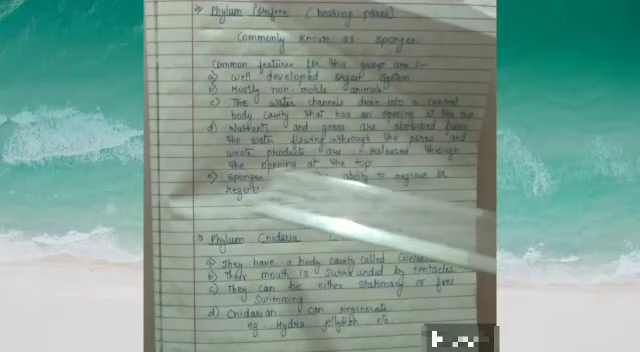 ⇒ Phylum Porifera (bearing pores)
Commonly known as sponges
Common features for this group are :-
a) Well developed organ system
b) Mostly non-motile animals
c) The water channels drain into a central
body cavity that has an opening at the top
d) Nutrients and gases are absorbed from
the water flowing through the pores and
waste products are released through
the opening at the top
e) Sponges ability to regrow or
⇒ Phylum Cnidaria
a) They have a body cavity called
b) Their mouth is surrounded by tentacles
c) They can be either stationary or free
swimming
d) Cnidarian can regenerate
eg. Hydra jellyfish etc.